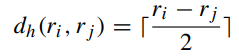 d_h(r_i, r_j) = ⌈(r_i − r_j)/2⌉